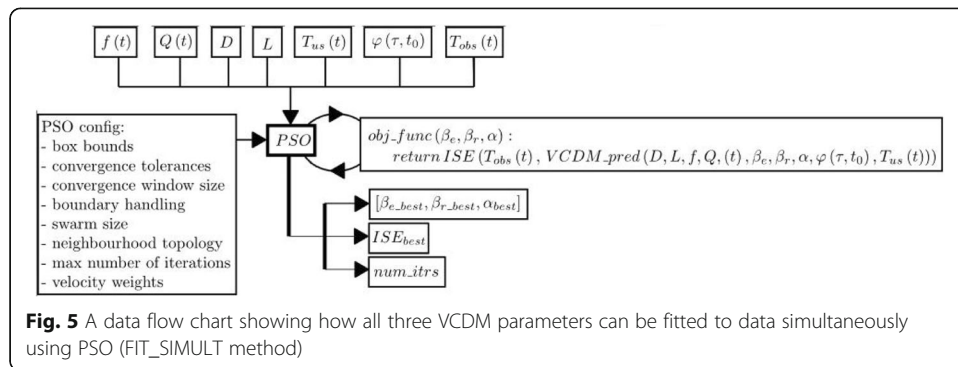 f (t) Q (t) D L T_us (t) φ (τ, t_0) T_obs (t)
PSO config:
- box bounds
- convergence tolerances
- convergence window size
- boundary handling
- swarm size
- neighbourhood topology
- max number of iterations
- velocity weights
PSO
obj_func (β_e, β_r, α) :
return ISE (T_obs (t) , VCDM_pred (D, L, f, Q, (t) , β_e, β_r, α, φ (τ, t_0) , T_us (t)))
[β_e_best, β_r_best, α_best]
ISE_best
num_itrs
Fig. 5 A data flow chart showing how all three VCDM parameters can be fitted to data simultaneously
using PSO (FIT_SIMULT method)